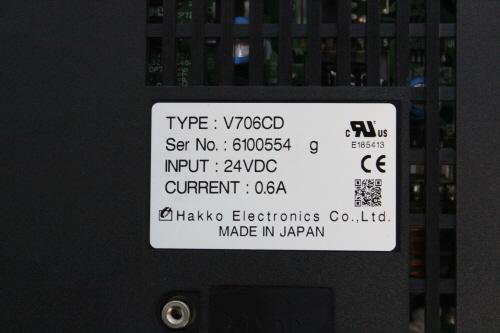 TYPE : V706CD
Ser No. : 6100554 g
INPUT : 24VDC
CURRENT : 0.6A
Hakko Electronics Co.,Ltd.
MADE IN JAPAN
c RU US
E185413
CE